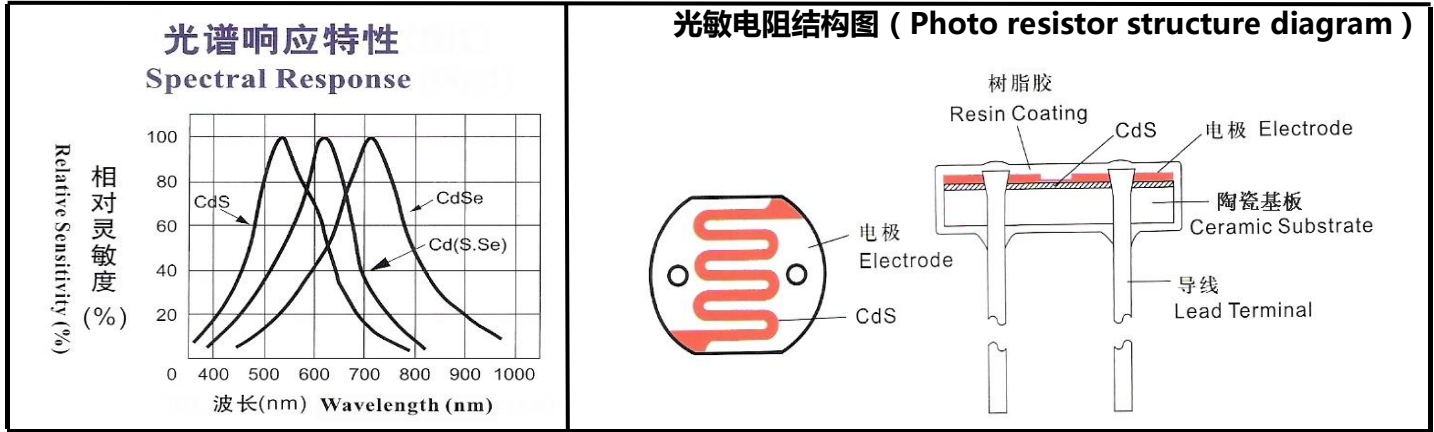 光谱响应特性
Spectral Response
Relative Sensitivity (%)
相对灵敏度
(%)
100
80
60
40
20
0 400 500 600 700 800 900 1000
CdS
CdSe
Cd(S.Se)
波长(nm) Wavelength (nm)
光敏电阻结构图（Photo resistor structure diagram）
树脂胶
Resin Coating
CdS
电极 Electrode
陶瓷基板
Ceramic Substrate
导线
Lead Terminal
电极
Electrode
CdS